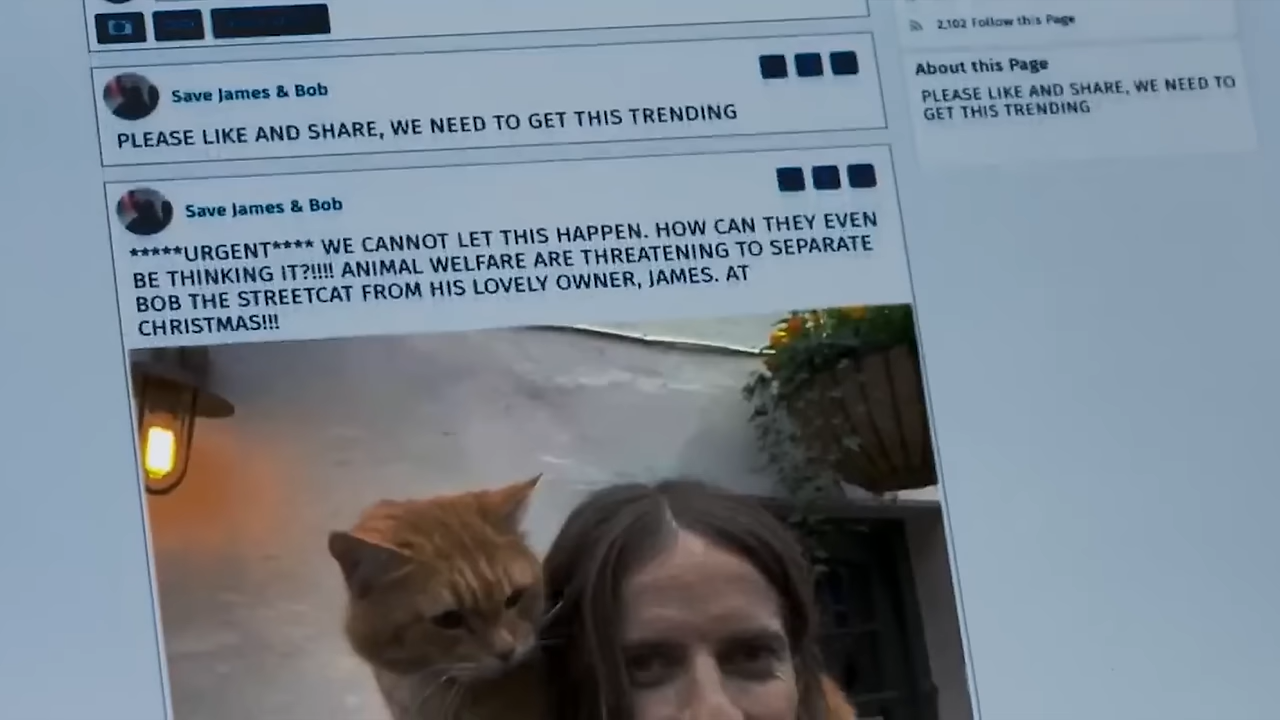 2,102 Follow this Page
About this Page
PLEASE LIKE AND SHARE, WE NEED TO
GET THIS TRENDING
Save James & Bob
PLEASE LIKE AND SHARE, WE NEED TO GET THIS TRENDING
Save James & Bob
*****URGENT**** WE CANNOT LET THIS HAPPEN. HOW CAN THEY EVEN
BE THINKING IT?!!!! ANIMAL WELFARE ARE THREATENING TO SEPARATE
BOB THE STREETCAT FROM HIS LOVELY OWNER, JAMES. AT
CHRISTMAS!!!